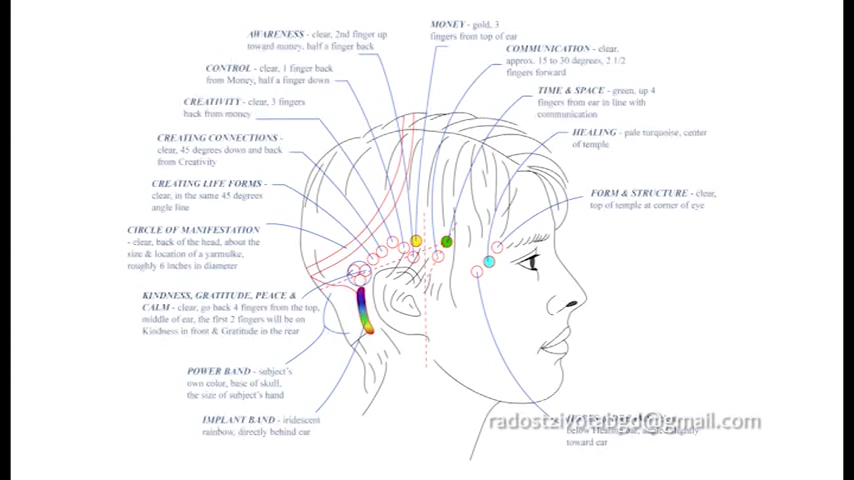 AWARENESS - clear, 2nd finger up
toward money, half a finger back
MONEY - gold, 3
fingers from top of ear
COMMUNICATION - clear,
approx. 15 to 30 degrees, 2 1/2
fingers forward
CONTROL - clear, 1 finger back
from Money, half a finger down
TIME & SPACE - green, up 4
fingers from ear in line with
communication
CREATIVITY - clear, 3 fingers
back from money
HEALING - pale turquoise, center
of temple
CREATING CONNECTIONS -
clear, 45 degrees down and back
from Creativity
CREATING LIFE FORMS -
clear, in the same 45 degrees
angle line
FORM & STRUCTURE - clear,
top of temple at corner of eye
CIRCLE OF MANIFESTATION
- clear, back of the head, about the
size & location of a yarmulke,
roughly 6 inches in diameter
KINDNESS, GRATITUDE, PEACE &
CALM - clear, go back 4 fingers from the top,
middle of ear, the first 2 fingers will be on
Kindness in front & Gratitude in the rear
POWER BAND - subject's
own color, base of skull,
the size of subject's hand
IMPLANT BAND - iridescent
rainbow, directly behind ear
radostzivotabgd@gmail.com
below Healing bar, angled slightly
toward ear